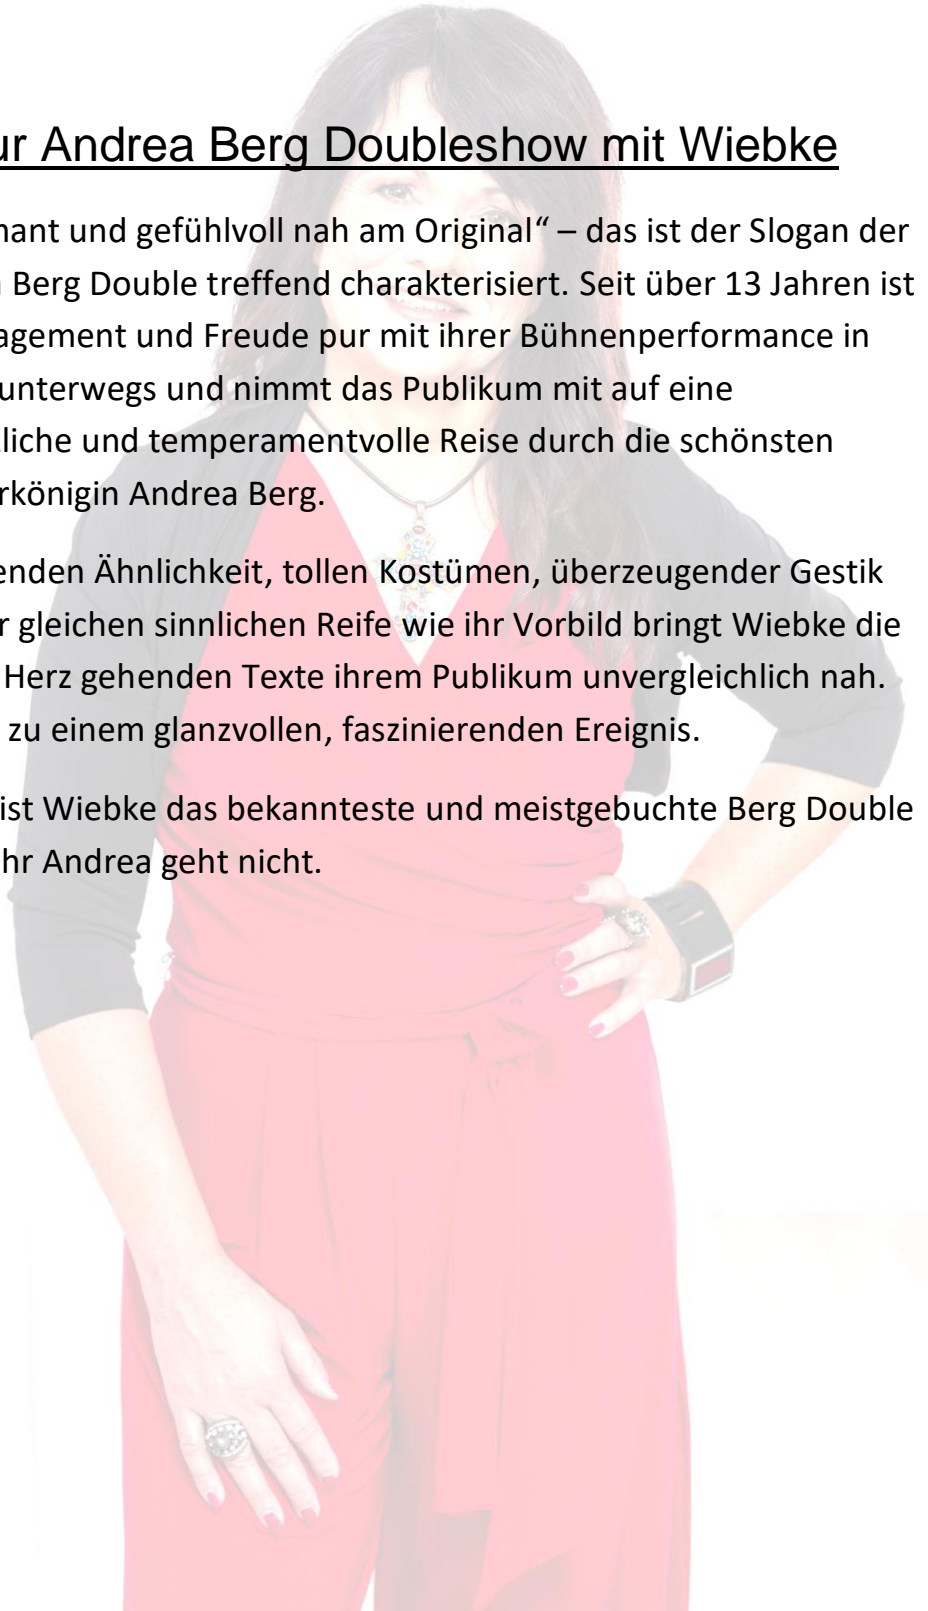 ur Andrea Berg Doubleshow mit Wiebke
nant und gefühlvoll nah am Original“ – das ist der Slogan der
Berg Double treffend charakterisiert. Seit über 13 Jahren ist
agement und Freude pur mit ihrer Bühnenperformance in
unterwegs und nimmt das Publikum mit auf eine
liche und temperamentvolle Reise durch die schönsten
rkönigin Andrea Berg.
enden Ähnlichkeit, tollen Kostümen, überzeugender Gestik
r gleichen sinnlichen Reife wie ihr Vorbild bringt Wiebke die
Herz gehenden Texte ihrem Publikum unvergleichlich nah.
zu einem glanzvollen, faszinierenden Ereignis.
ist Wiebke das bekannteste und meistgebuchte Berg Double
hr Andrea geht nicht.